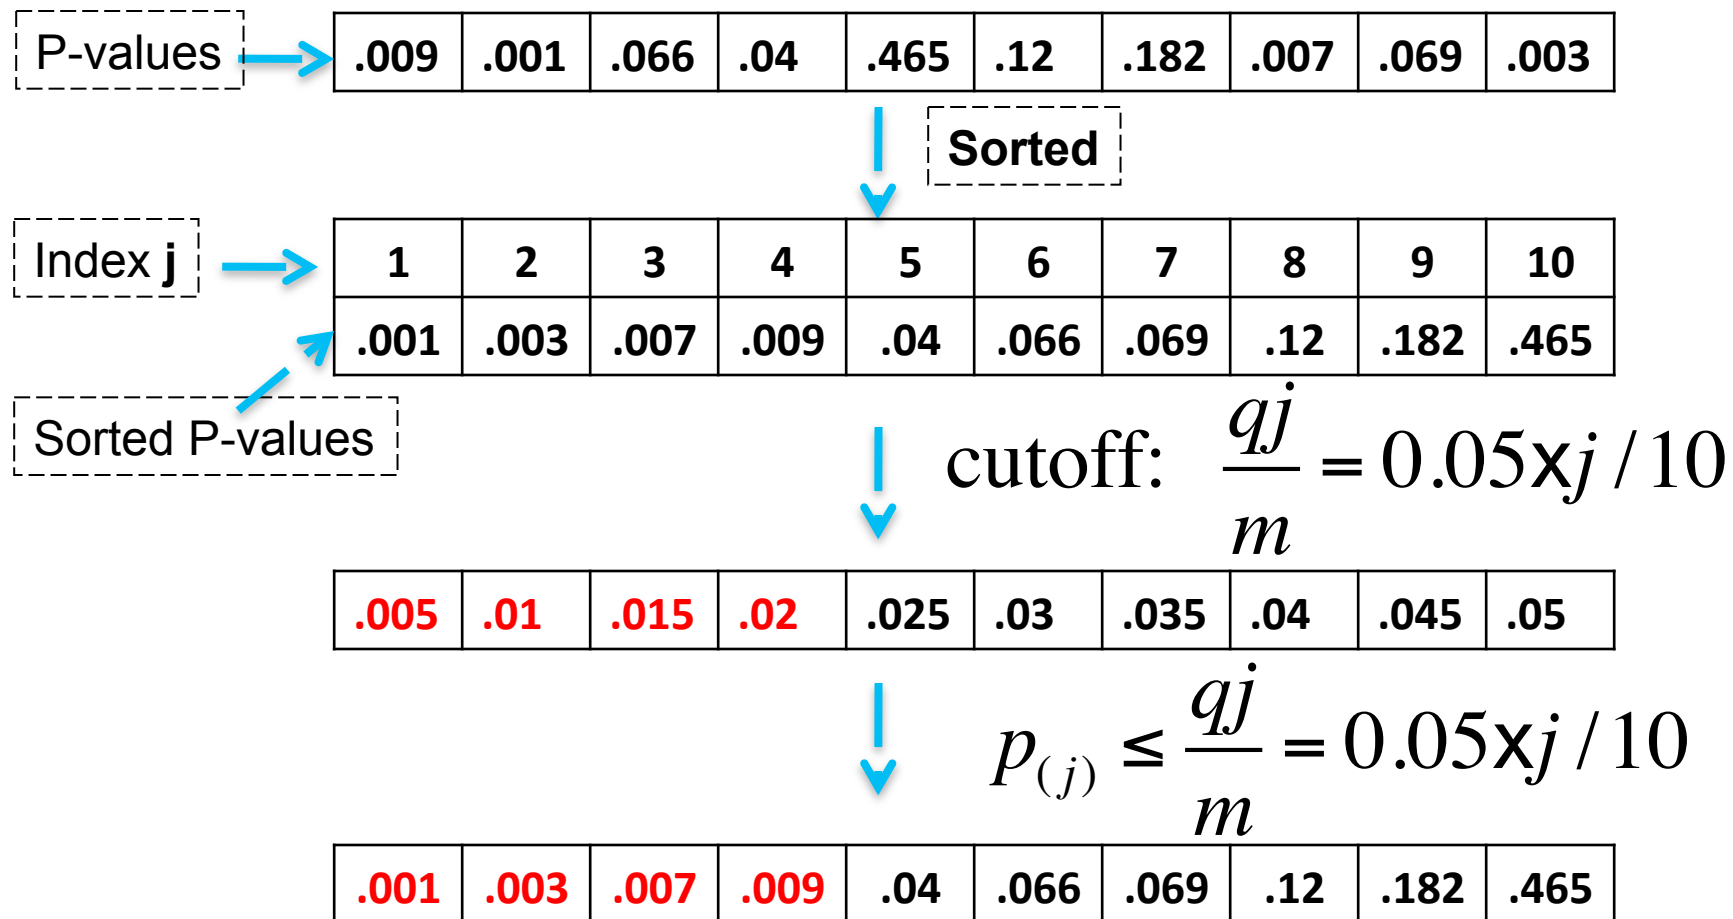 P-values .009 .001 .066 .04 .465 .12 .182 .007 .069 .003
Sorted
Index j 1 2 3 4 5 6 7 8 9 10
.001 .003 .007 .009 .04 .066 .069 .12 .182 .465
Sorted P-values
cutoff: qj/m = 0.05xj/10
.005 .01 .015 .02 .025 .03 .035 .04 .045 .05
p(j) ≤ qj/m = 0.05xj/10
.001 .003 .007 .009 .04 .066 .069 .12 .182 .465